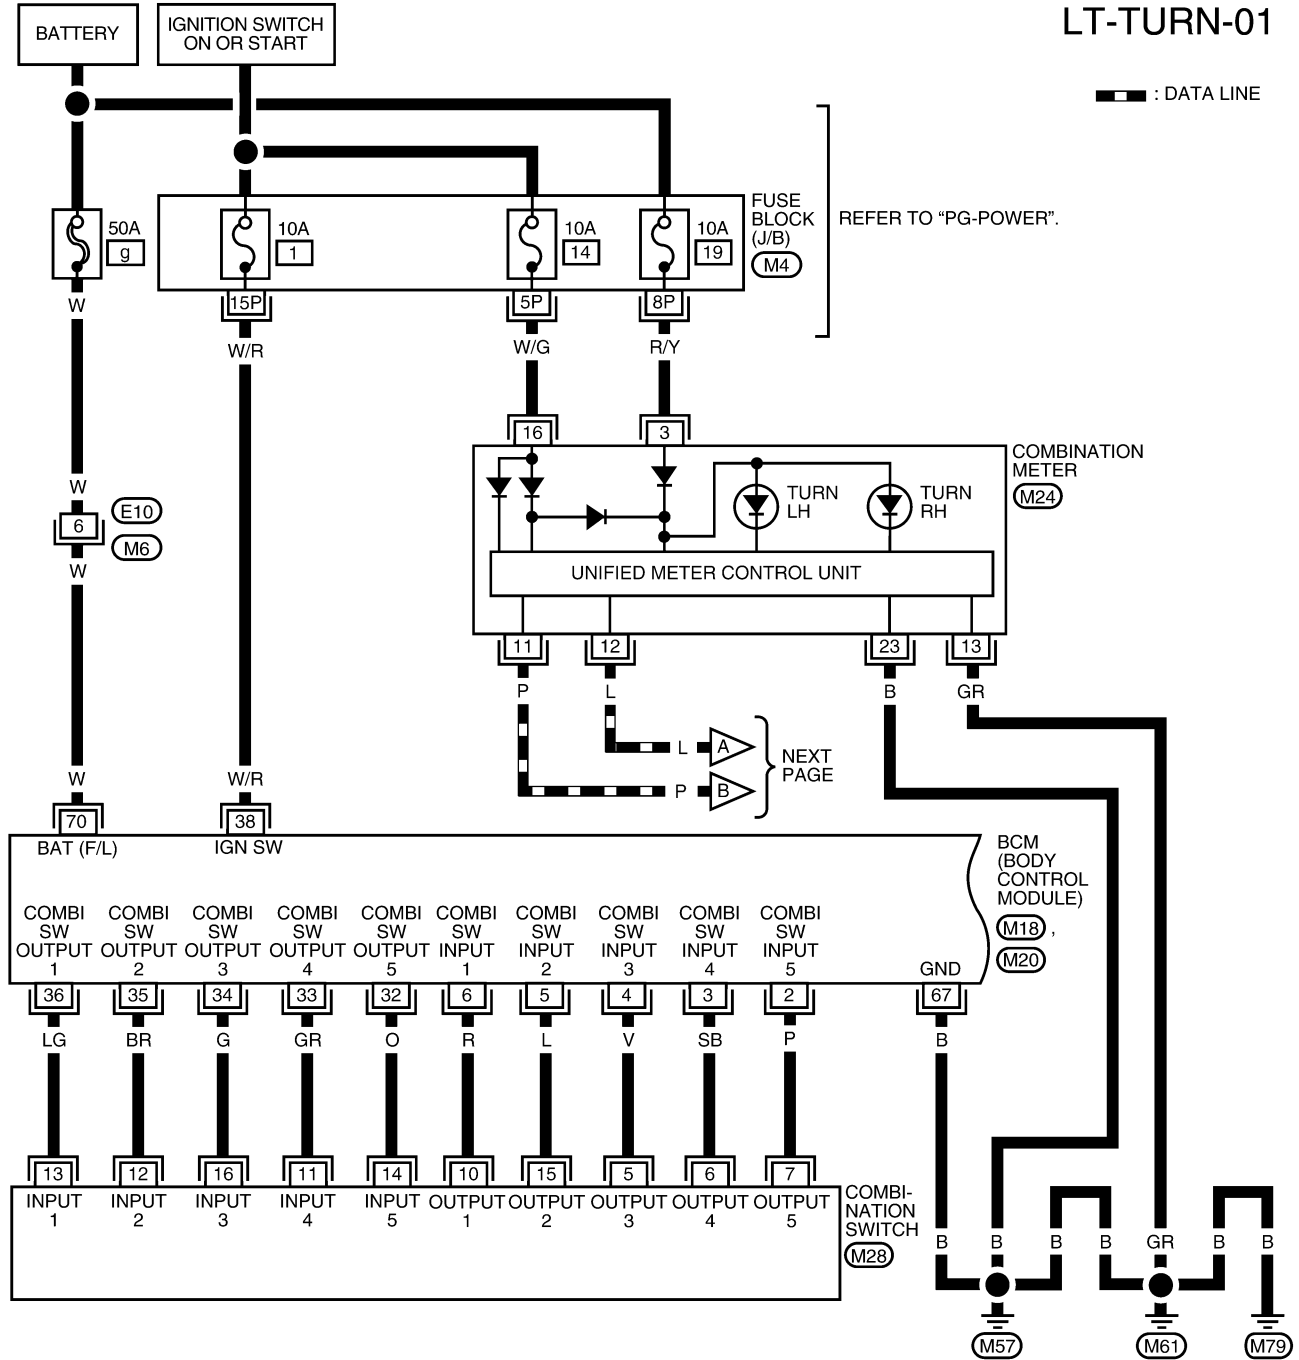 LT-TURN-01
BATTERY
IGNITION SWITCH
ON OR START
: DATA LINE
50A
g
10A
1
10A
14
10A
19
FUSE
BLOCK
(J/B)
M4
REFER TO “PG-POWER”.
15P
5P
8P
W
W/R
W/G
R/Y
16
3
COMBINATION
METER
M24
TURN
LH
TURN
RH
W
6
E10
M6
W
UNIFIED METER CONTROL UNIT
11
12
23
13
P
L
B
GR
L
A
P
B
NEXT
PAGE
W
W/R
70
38
BAT (F/L)
IGN SW
BCM
(BODY
CONTROL
MODULE)
M18 ,
M20
COMBI
SW
OUTPUT
1
COMBI
SW
OUTPUT
2
COMBI
SW
OUTPUT
3
COMBI
SW
OUTPUT
4
COMBI
SW
OUTPUT
5
COMBI
SW
INPUT
1
COMBI
SW
INPUT
2
COMBI
SW
INPUT
3
COMBI
SW
INPUT
4
COMBI
SW
INPUT
5
GND
36
35
34
33
32
6
5
4
3
2
67
LG
BR
G
GR
O
R
L
V
SB
P
B
13
12
16
11
14
10
15
5
6
7
INPUT
1
INPUT
2
INPUT
3
INPUT
4
INPUT
5
OUTPUT
1
OUTPUT
2
OUTPUT
3
OUTPUT
4
OUTPUT
5
COMBI-
NATION
SWITCH
M28
B
B
B
B
GR
B
B
M57
M61
M79